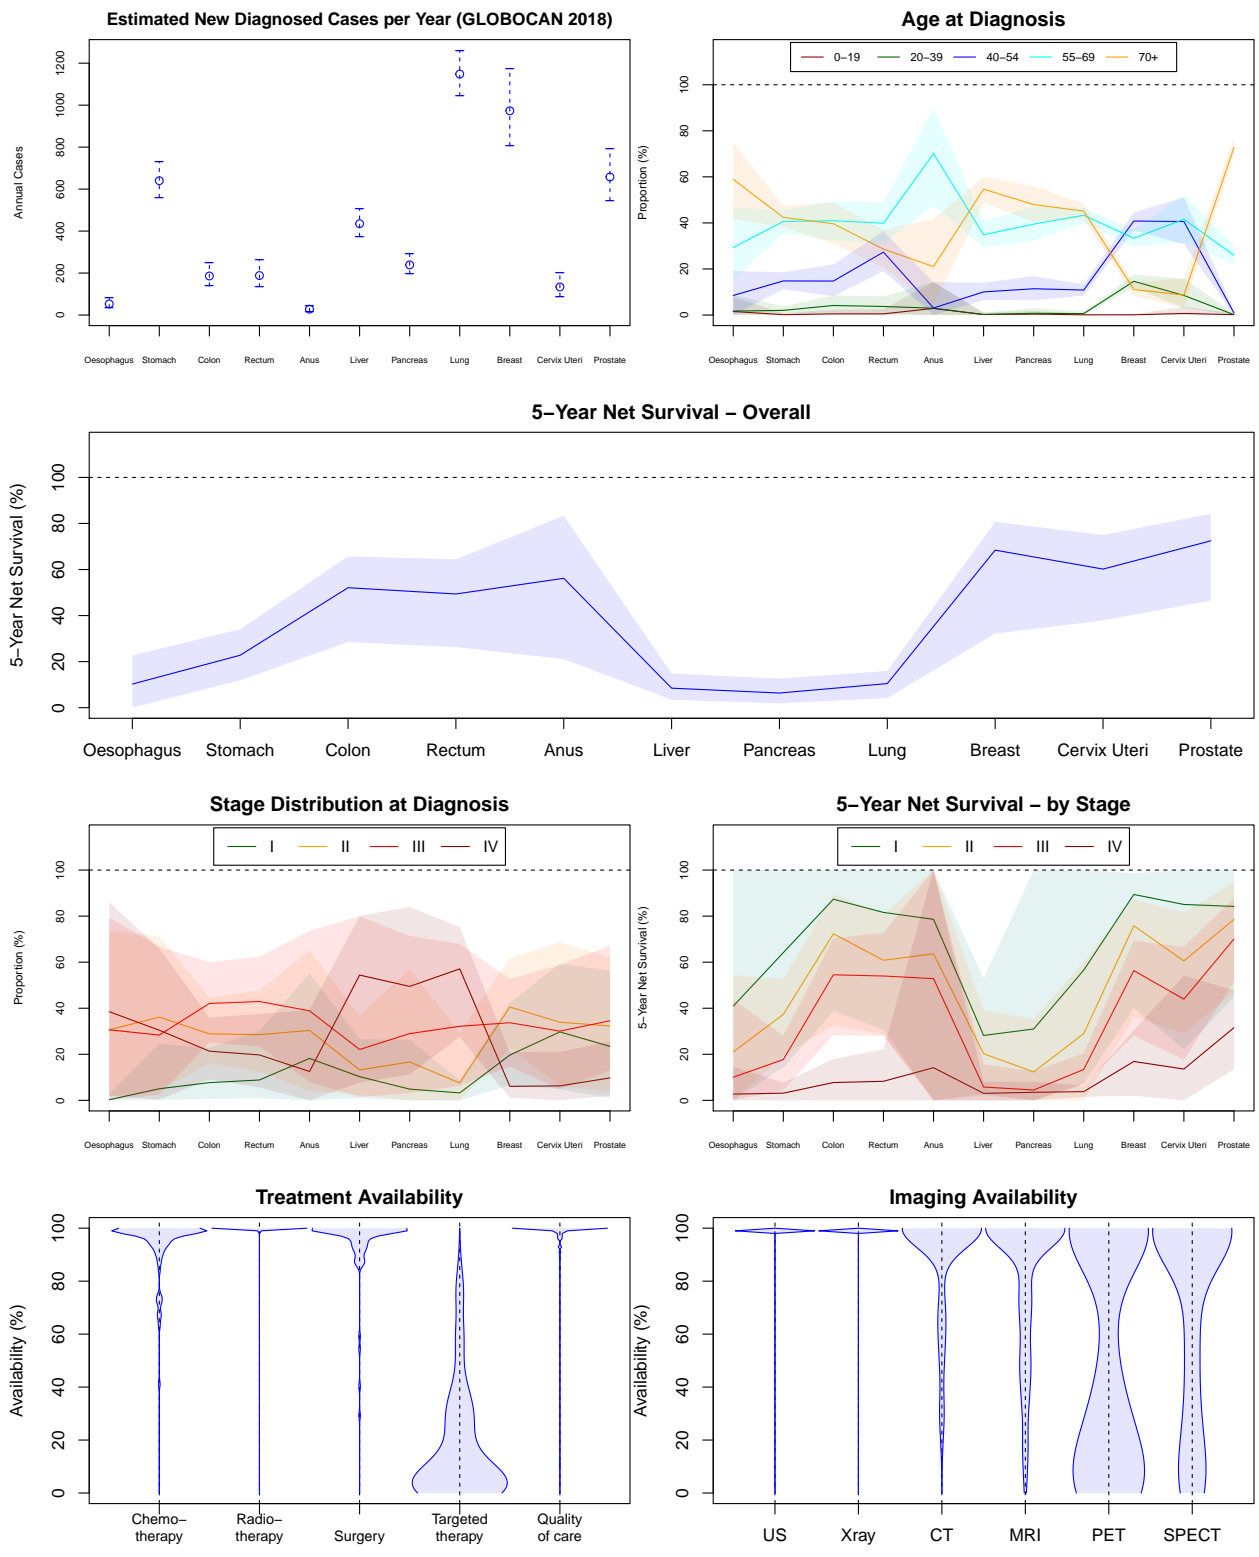 Estimated New Diagnosed Cases per Year (GLOBOCAN 2018)
Annual Cases
0 200 400 600 800 1000 1200
Oesophagus Stomach Colon Rectum Anus Liver Pancreas Lung Breast Cervix Uteri Prostate
Age at Diagnosis
0−19 20−39 40−54 55−69 70+
Proportion (%)
0 20 40 60 80 100
Oesophagus Stomach Colon Rectum Anus Liver Pancreas Lung Breast Cervix Uteri Prostate
5−Year Net Survival − Overall
5−Year Net Survival (%)
0 20 40 60 80 100
Oesophagus Stomach Colon Rectum Anus Liver Pancreas Lung Breast Cervix Uteri Prostate
Stage Distribution at Diagnosis
I II III IV
Proportion (%)
0 20 40 60 80 100
Oesophagus Stomach Colon Rectum Anus Liver Pancreas Lung Breast Cervix Uteri Prostate
5−Year Net Survival − by Stage
I II III IV
5−Year Net Survival (%)
0 20 40 60 80 100
Oesophagus Stomach Colon Rectum Anus Liver Pancreas Lung Breast Cervix Uteri Prostate
Treatment Availability
Availability (%)
0 20 40 60 80 100
Chemo− Radio− Targeted Quality
therapy therapy Surgery therapy of care
Imaging Availability
Availability (%)
0 20 40 60 80 100
US Xray CT MRI PET SPECT